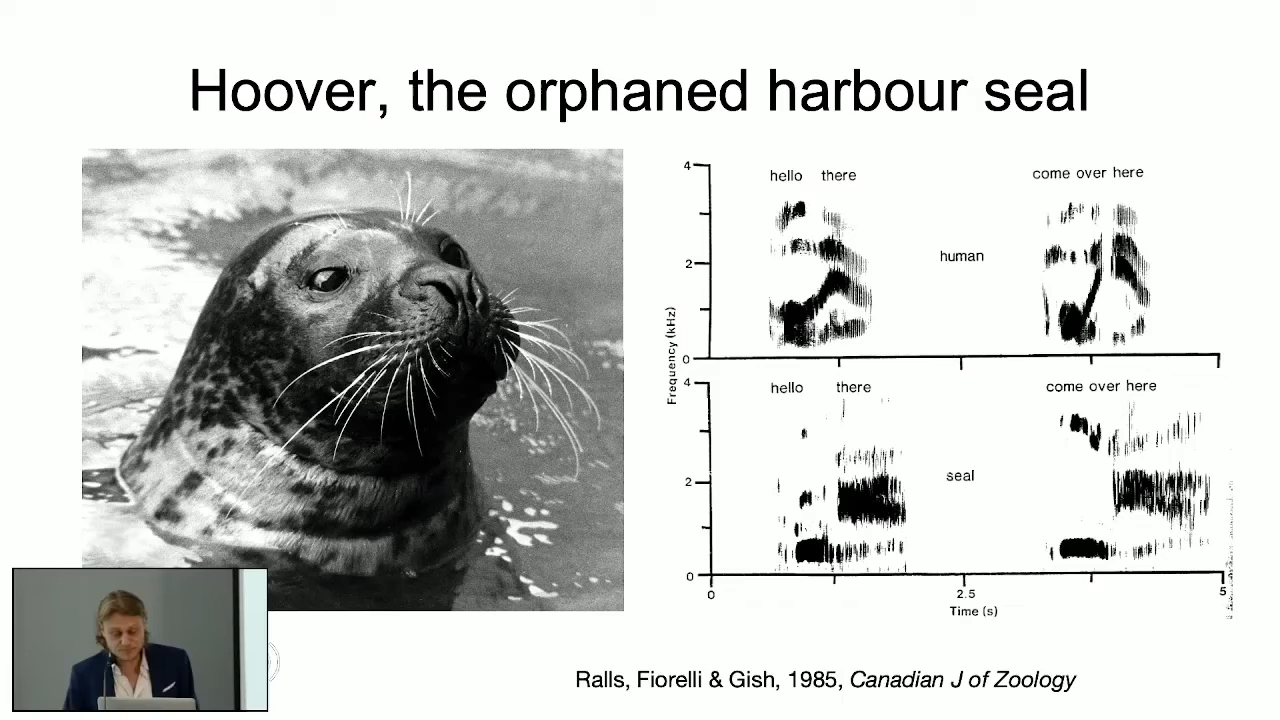 Hoover, the orphaned harbour seal
4
hello there
come over here
human
2
Frequency (kHz)
0
4
hello there
come over here
seal
2
0
0
2.5
5
Time (s)
Ralls, Fiorelli & Gish, 1985, Canadian J of Zoology